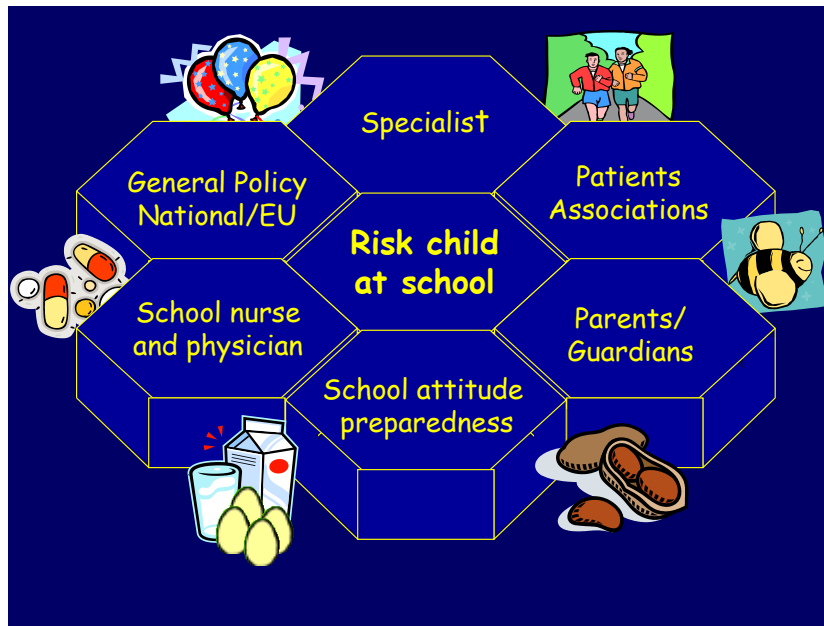 Specialist
General Policy
National/EU
Patients
Associations
Risk child
at school
School nurse
and physician
Parents/
Guardians
School attitude
preparedness